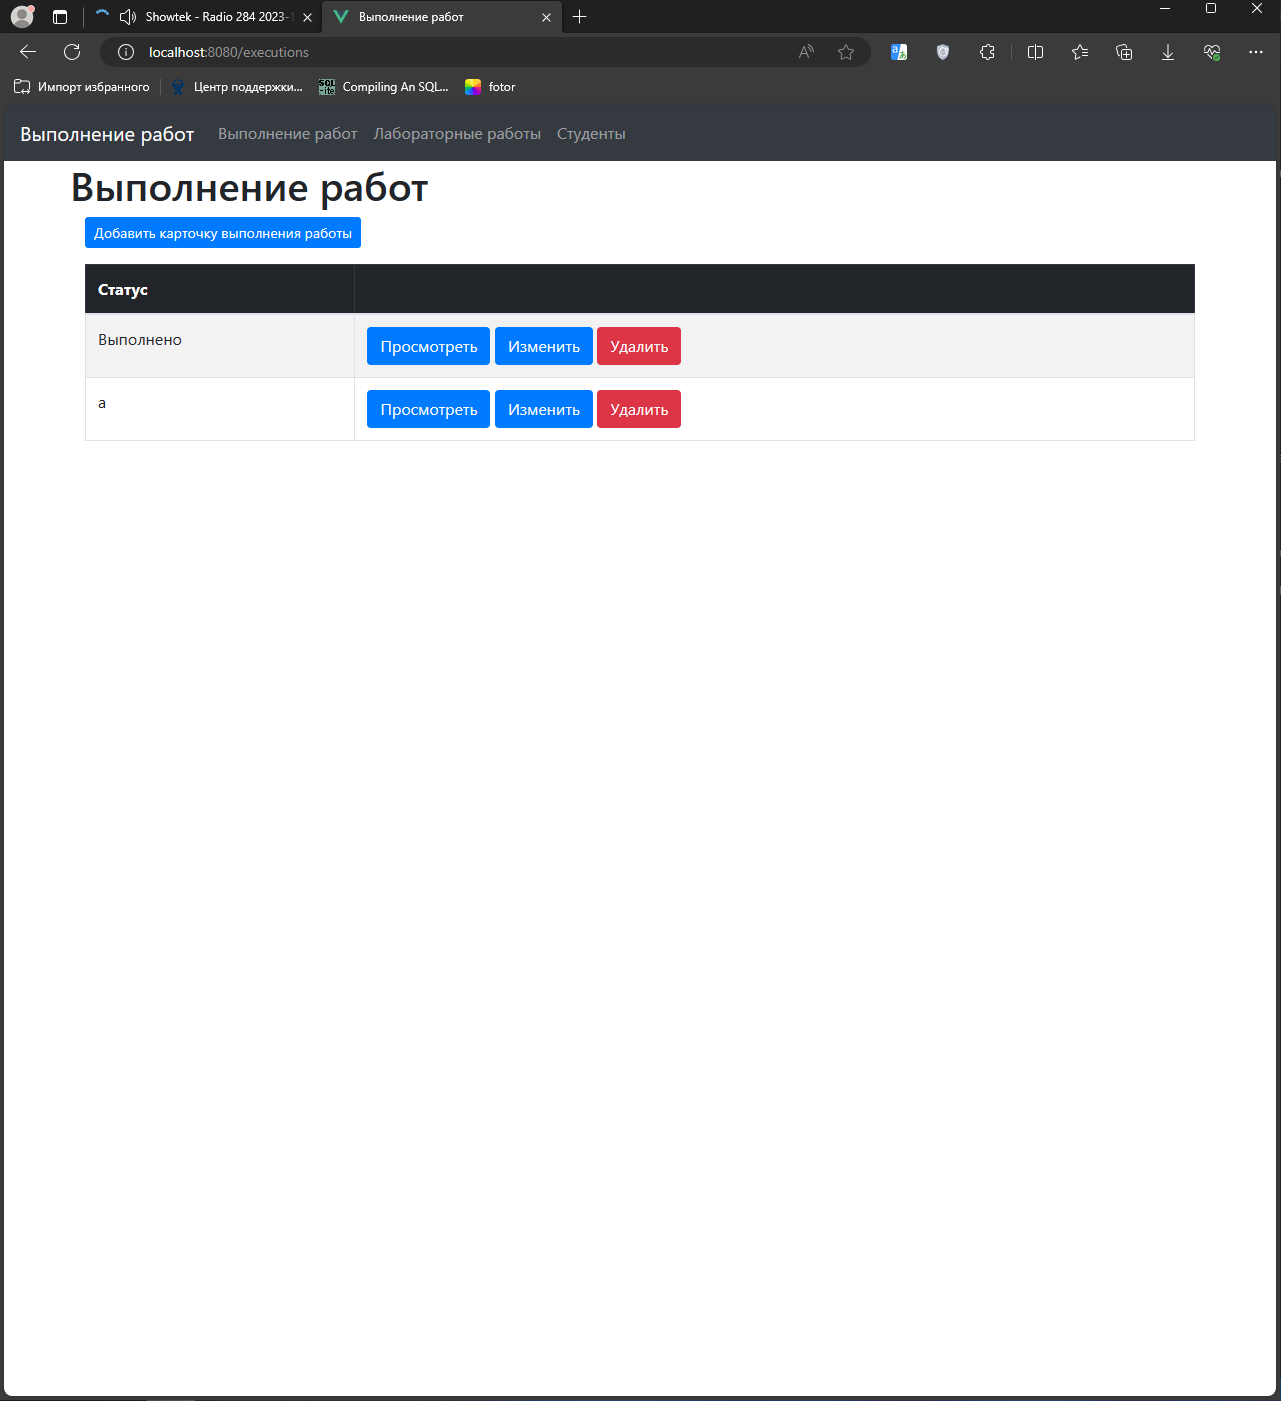 Showtek - Radio 284 2023-1
Выполнение работ
localhost:8080/executions
Импорт избранного
Центр поддержки...
Compiling An SQL...
fotor
Выполнение работ
Выполнение работ
Лабораторные работы
Студенты
Выполнение работ
Добавить карточку выполнения работы
Статус
Выполнено
Просмотреть
Изменить
Удалить
а
Просмотреть
Изменить
Удалить